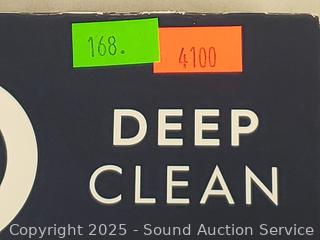 168. 4100
DEEP
CLEAN
Copyright 2025 - Sound Auction Service